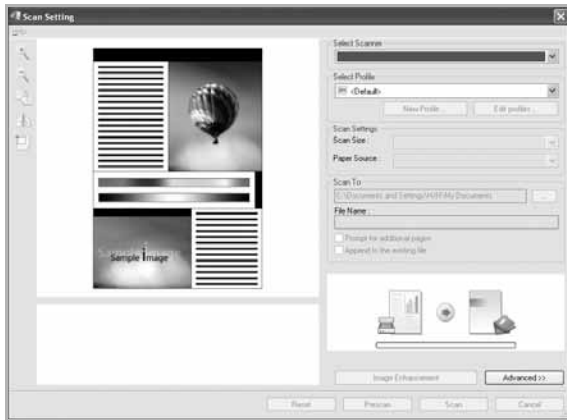 Scan Setting
Select Scanner
Select Profile
<Default>
New Profile...
Edit profiles...
Scan Settings
Scan Size :
Paper Source :
Scan To
File Name :
Prompt for additional pages
Append to the existing file
Sample Image
Image Enhancement
Advanced >>
Reset
Prescan
Scan
Cancel